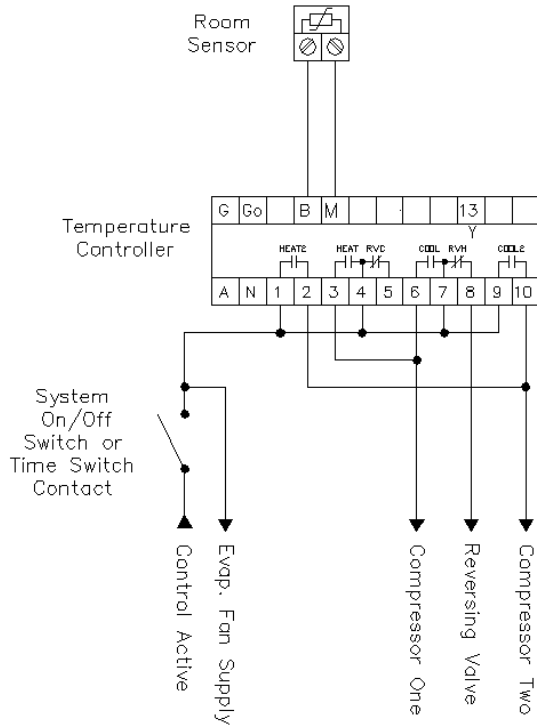 Room
Sensor
G Go B M 13
Y
Temperature
Controller
HEAT2 HEAT RVC COOL RVH COOL2
A N 1 2 3 4 5 6 7 8 9 10
System
On/Off
Switch or
Time Switch
Contact
Control Active
Evap. Fan Supply
Compressor One
Reversing Valve
Compressor Two